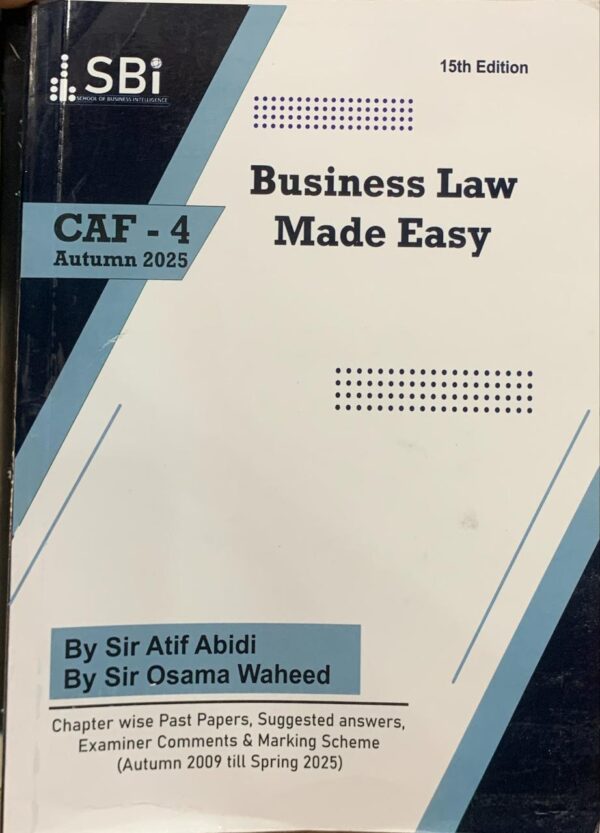 SBi
SCHOOL OF BUSINESS INTELLIGENCE
15th Edition
Business Law
Made Easy
CAF - 4
Autumn 2025
By Sir Atif Abidi
By Sir Osama Waheed
Chapter wise Past Papers, Suggested answers,
Examiner Comments & Marking Scheme
(Autumn 2009 till Spring 2025)